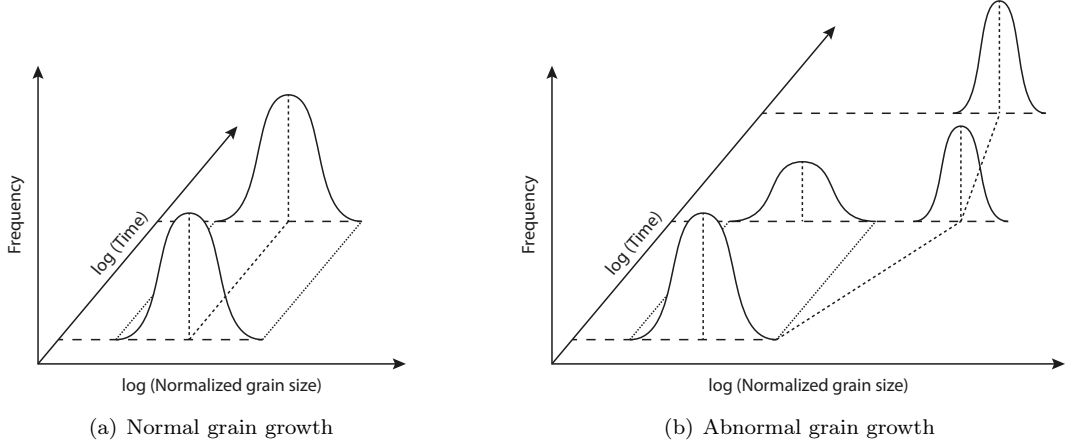 Frequency
log (Time)
log (Normalized grain size)
(a) Normal grain growth
Frequency
log (Time)
log (Normalized grain size)
(b) Abnormal grain growth